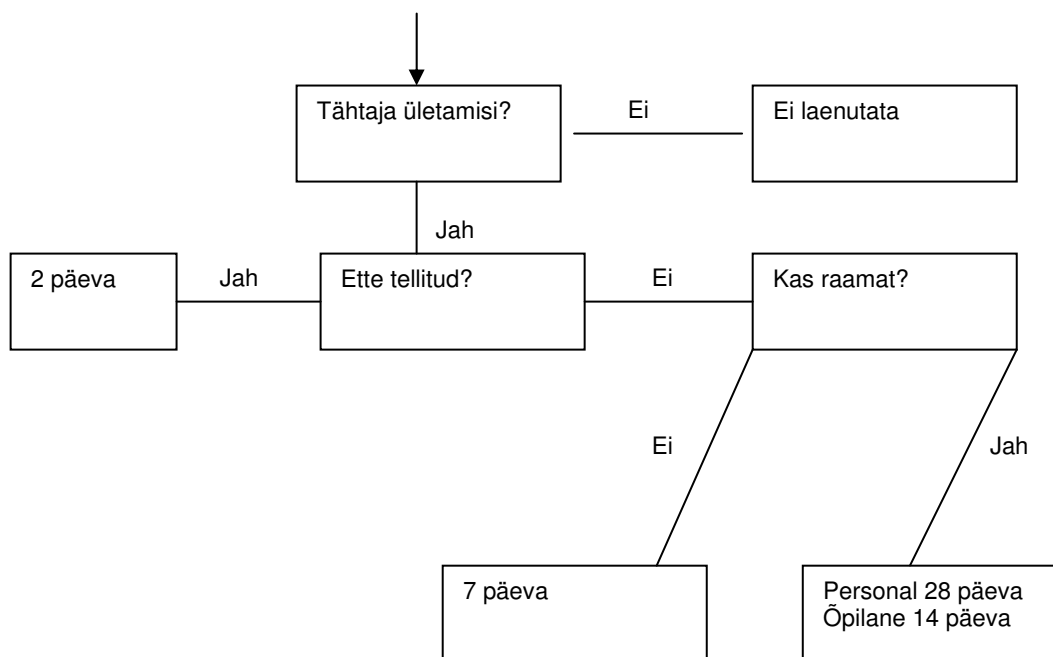 Tähtaja ületamisi?
Ei
Ei laenutata
Jah
2 päeva
Jah
Ette tellitud?
Ei
Kas raamat?
Ei
Jah
7 päeva
Personal 28 päeva
Õpilane 14 päeva